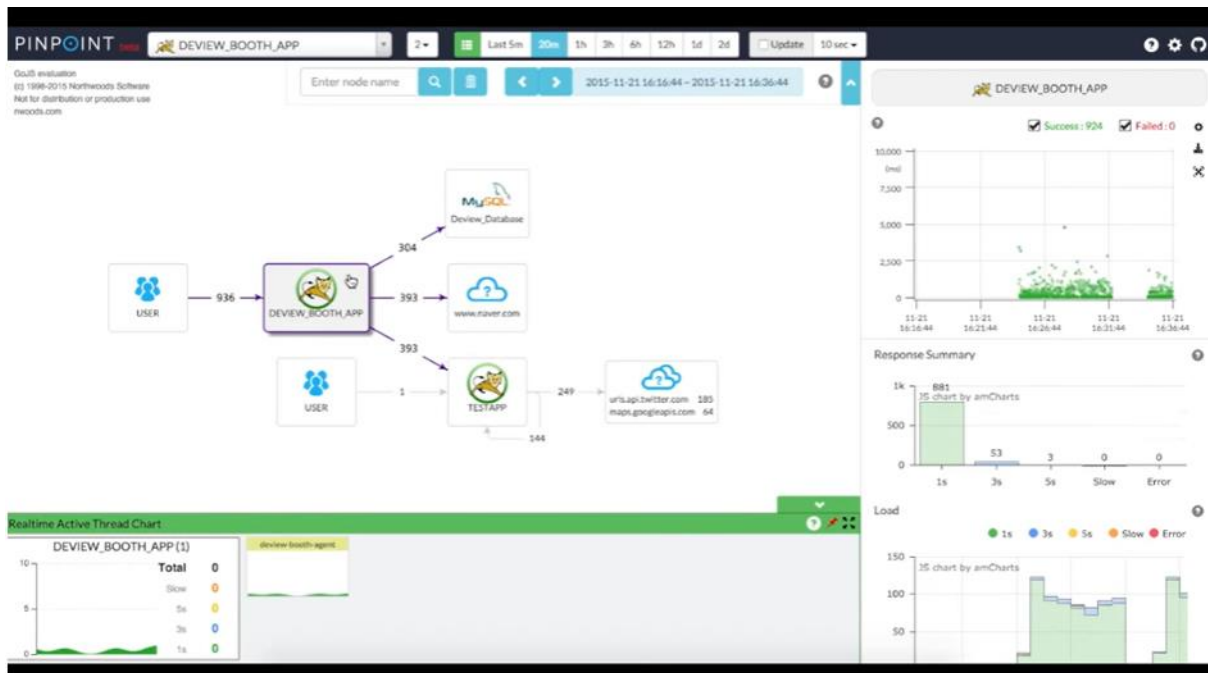 PINPOINT beta
DEVIEW_BOOTH_APP
2
Last 5m 20m 1h 3h 6h 12h 1d 2d
Update 10 sec
GoJS evaluation
(c) 1998-2015 Northwoods Software
Not for distribution or production use
nwoods.com
Enter node name
2015-11-21 16:16:44 ~ 2015-11-21 16:36:44
MySQL
Deview_Database
304
USER
936
DEVIEW_BOOTH_APP
393
www.naver.com
393
USER
1
TESTAPP
249
urls.api.twitter.com 185
maps.googleapis.com 64
144
Realtime Active Thread Chart
DEVIEW_BOOTH_APP (1)
10
5
0
Total 0
Slow 0
5s 0
3s 0
1s 0
deview-booth-agent
DEVIEW_BOOTH_APP
Success : 924 Failed : 0
10,000
(ms)
7,500
5,000
2,500
0
11-21 11-21 11-21 11-21 11-21
16:16:44 16:21:44 16:26:44 16:31:44 16:36:44
Response Summary
1k
881
JS chart by amCharts
500
53 3 0 0
0
1s 3s 5s Slow Error
Load
1s 3s 5s Slow Error
150
JS chart by amCharts
100
50